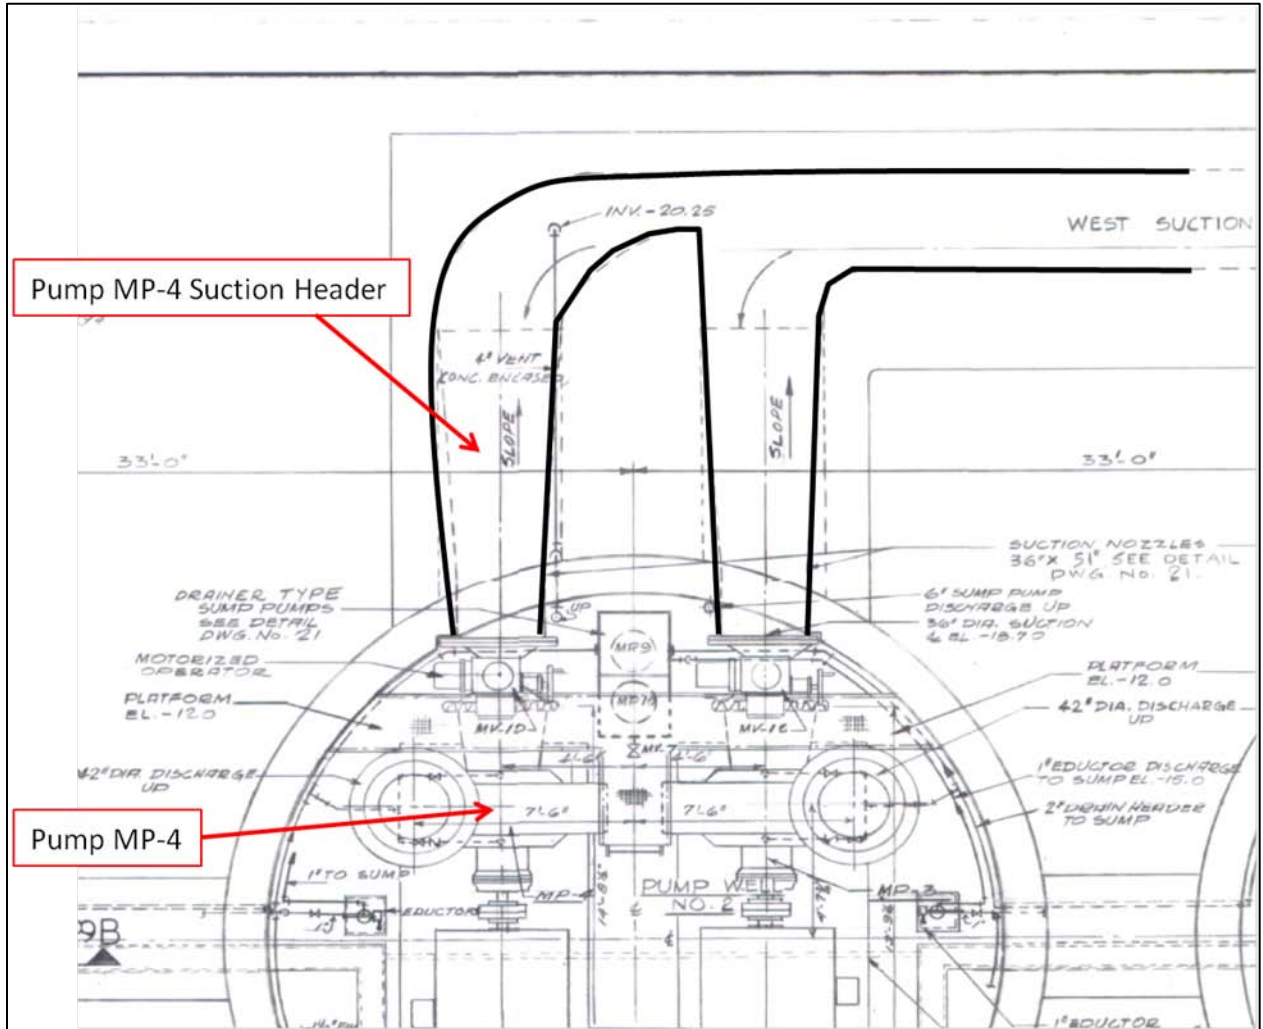 INV. -20.25
WEST SUCTION
Pump MP-4 Suction Header
4" VENT
CONC. ENCASED
SLOPE
SLOPE
33'-0"
33'-0"
SUCTION NOZZLES
36" X 51" SEE DETAIL
DWG. No. 21.
DRAINER TYPE
SUMP PUMPS
SEE DETAIL
DWG. No. 21
UP
6" SUMP PUMP
DISCHARGE UP
36" DIA. SUCTION
℄ EL -18.70
MOTORIZED
OPERATOR
MP9
PLATFORM
EL.-12.0
PLATFORM
EL.-12.0
MV-1D
MV-1C
42" DIA. DISCHARGE
UP
4'-6"
4'-6"
42" DIA. DISCHARGE
UP
1" EDUCTOR DISCHARGE
TO SUMP EL.-15.0
7'-6"
7'-6"
2" DRAIN HEADER
TO SUMP
Pump MP-4
1" TO SUMP
PUMP WELL
NO. 2
MP-4
MP-3
EDUCTOR
9B
1" EDUCTOR